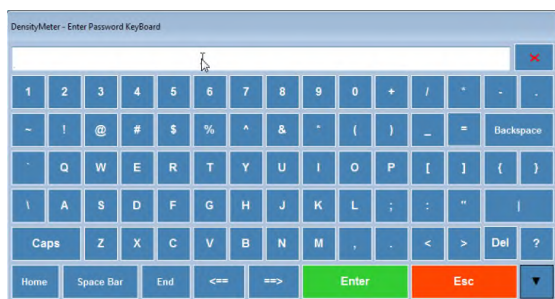 DensityMeter - Enter Password KeyBoard
1 2 3 4 5 6 7 8 9 0 + / * - .
~ ! @ # $ % ^ & * ( ) _ = Backspace
` Q W E R T Y U I O P [ ] { }
\ A S D F G H J K L ; : " |
Caps Z X C V B N M , . < > Del ?
Home Space Bar End <== ==> Enter Esc